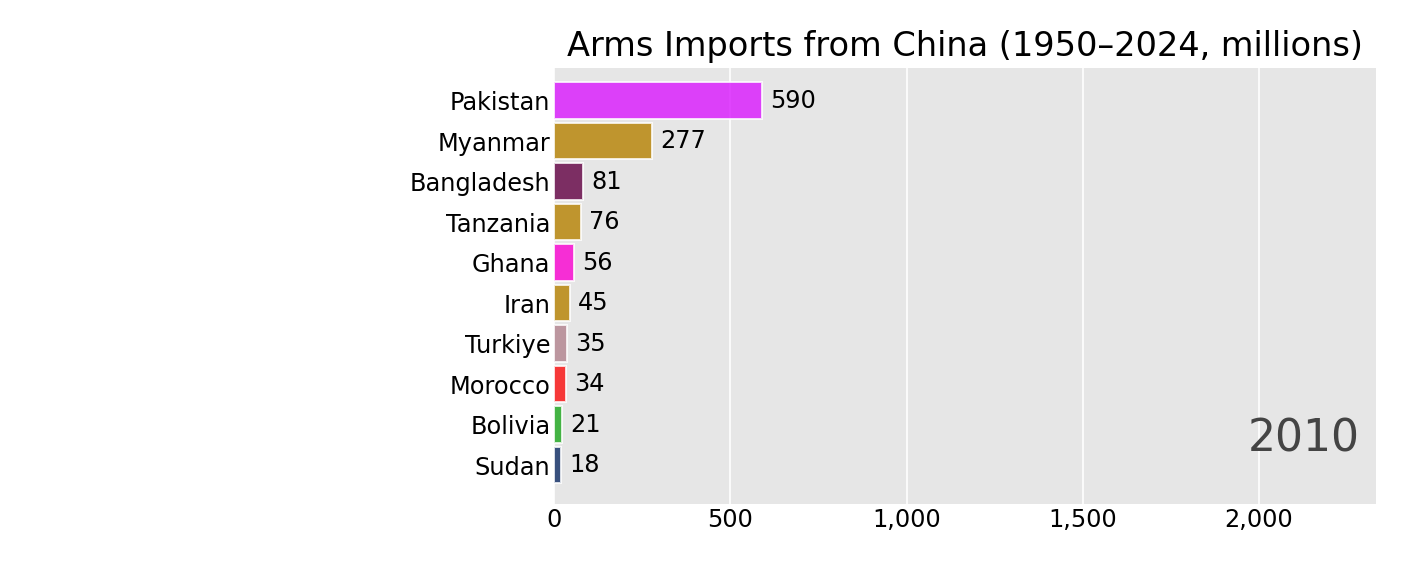 Arms Imports from China (1950–2024, millions)
Pakistan 590
Myanmar 277
Bangladesh 81
Tanzania 76
Ghana 56
Iran 45
Turkiye 35
Morocco 34
Bolivia 21
2010
Sudan 18
0 500 1,000 1,500 2,000